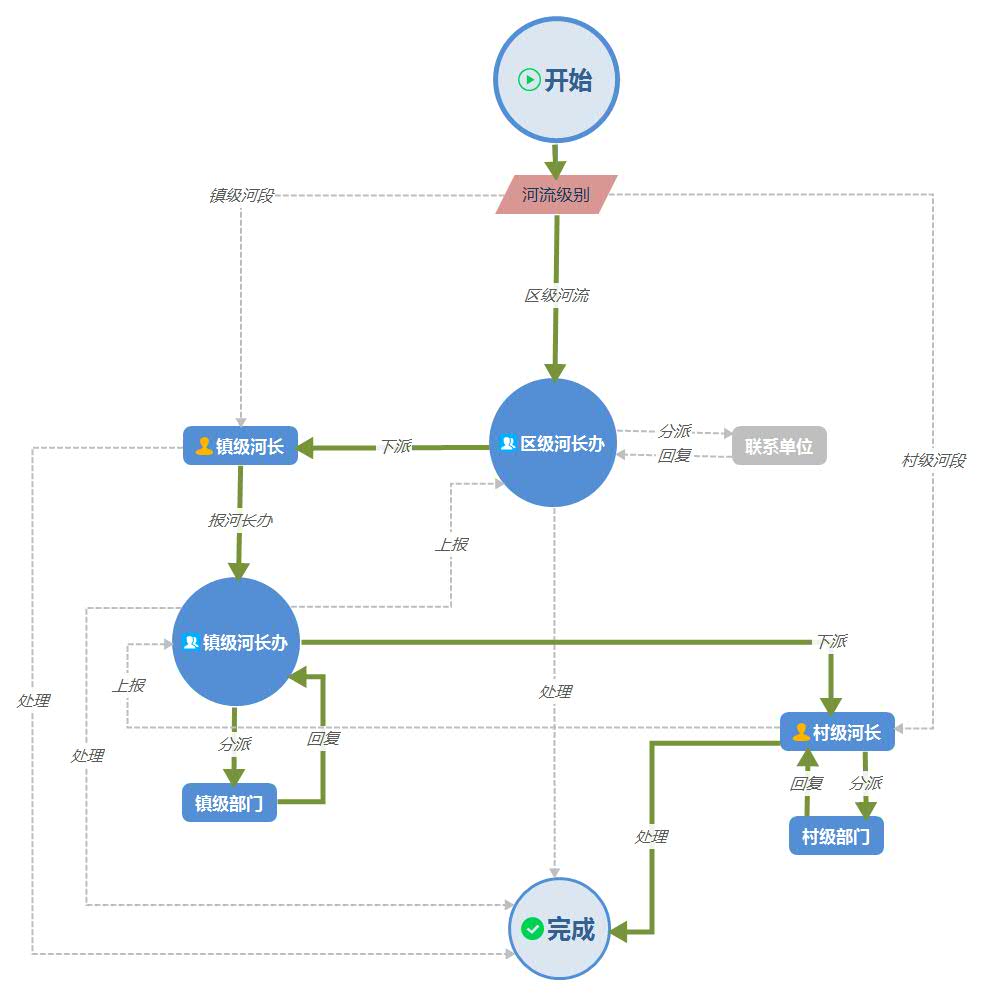 开始
河流级别
镇级河段
区级河流
镇级河长
下派
区级河长办
分派
回复
联系单位
村级河段
报河长办
上报
镇级河长办
下派
上报
处理
处理
处理
分派
回复
村级河长
镇级部门
回复
分派
处理
村级部门
完成